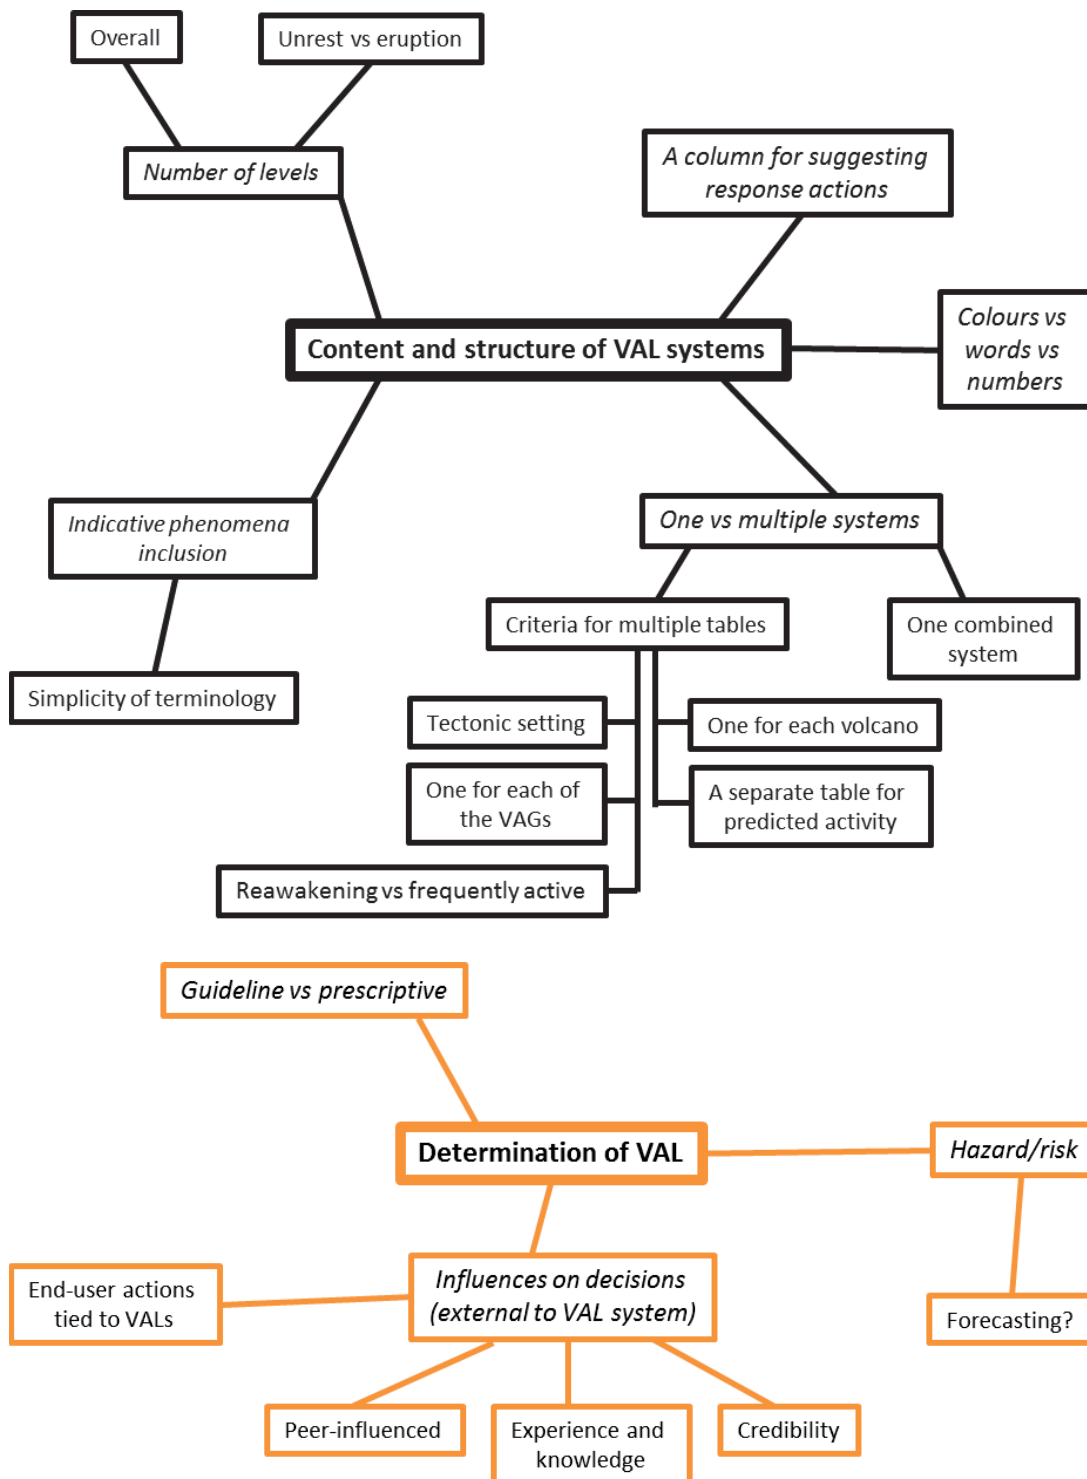 Overall
Unrest vs eruption
Number of levels
A column for suggesting
response actions
Content and structure of VAL systems
Colours vs
words vs
numbers
Indicative phenomena
inclusion
One vs multiple systems
Criteria for multiple tables
One combined
system
Simplicity of terminology
Tectonic setting
One for each volcano
One for each of
the VAGs
A separate table for
predicted activity
Reawakening vs frequently active
Guideline vs prescriptive
Determination of VAL
Hazard/risk
End-user actions
tied to VALs
Influences on decisions
(external to VAL system)
Forecasting?
Peer-influenced
Experience and
knowledge
Credibility